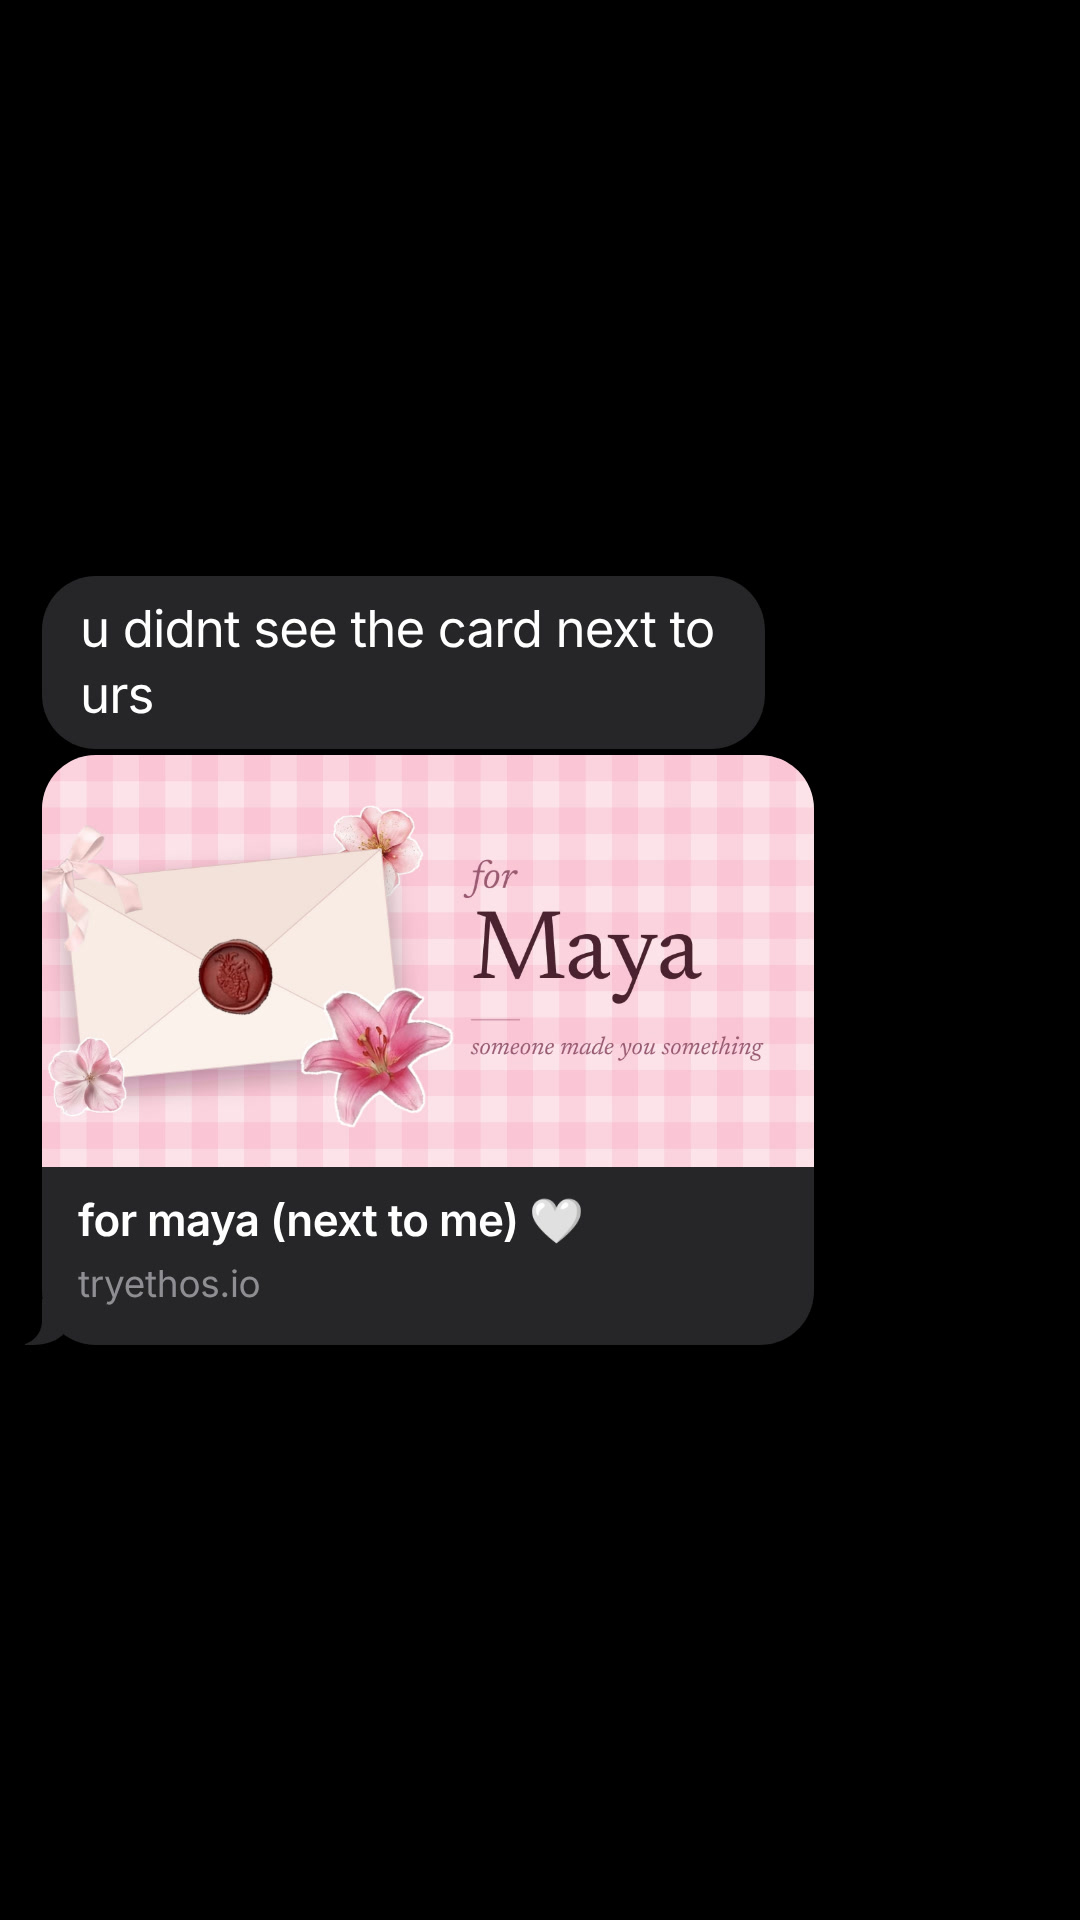 u didnt see the card next to
urs
for
Maya
someone made you something
for maya (next to me) 🤍
tryethos.io